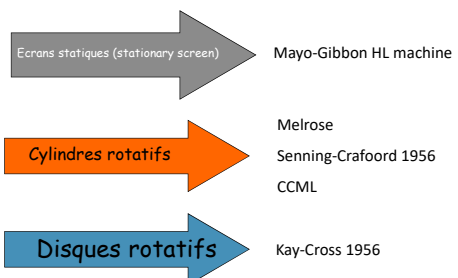 Ecrans statiques (stationary screen)
Mayo-Gibbon HL machine
Cylindres rotatifs
Melrose
Senning-Crafoord 1956
CCML
Disques rotatifs
Kay-Cross 1956